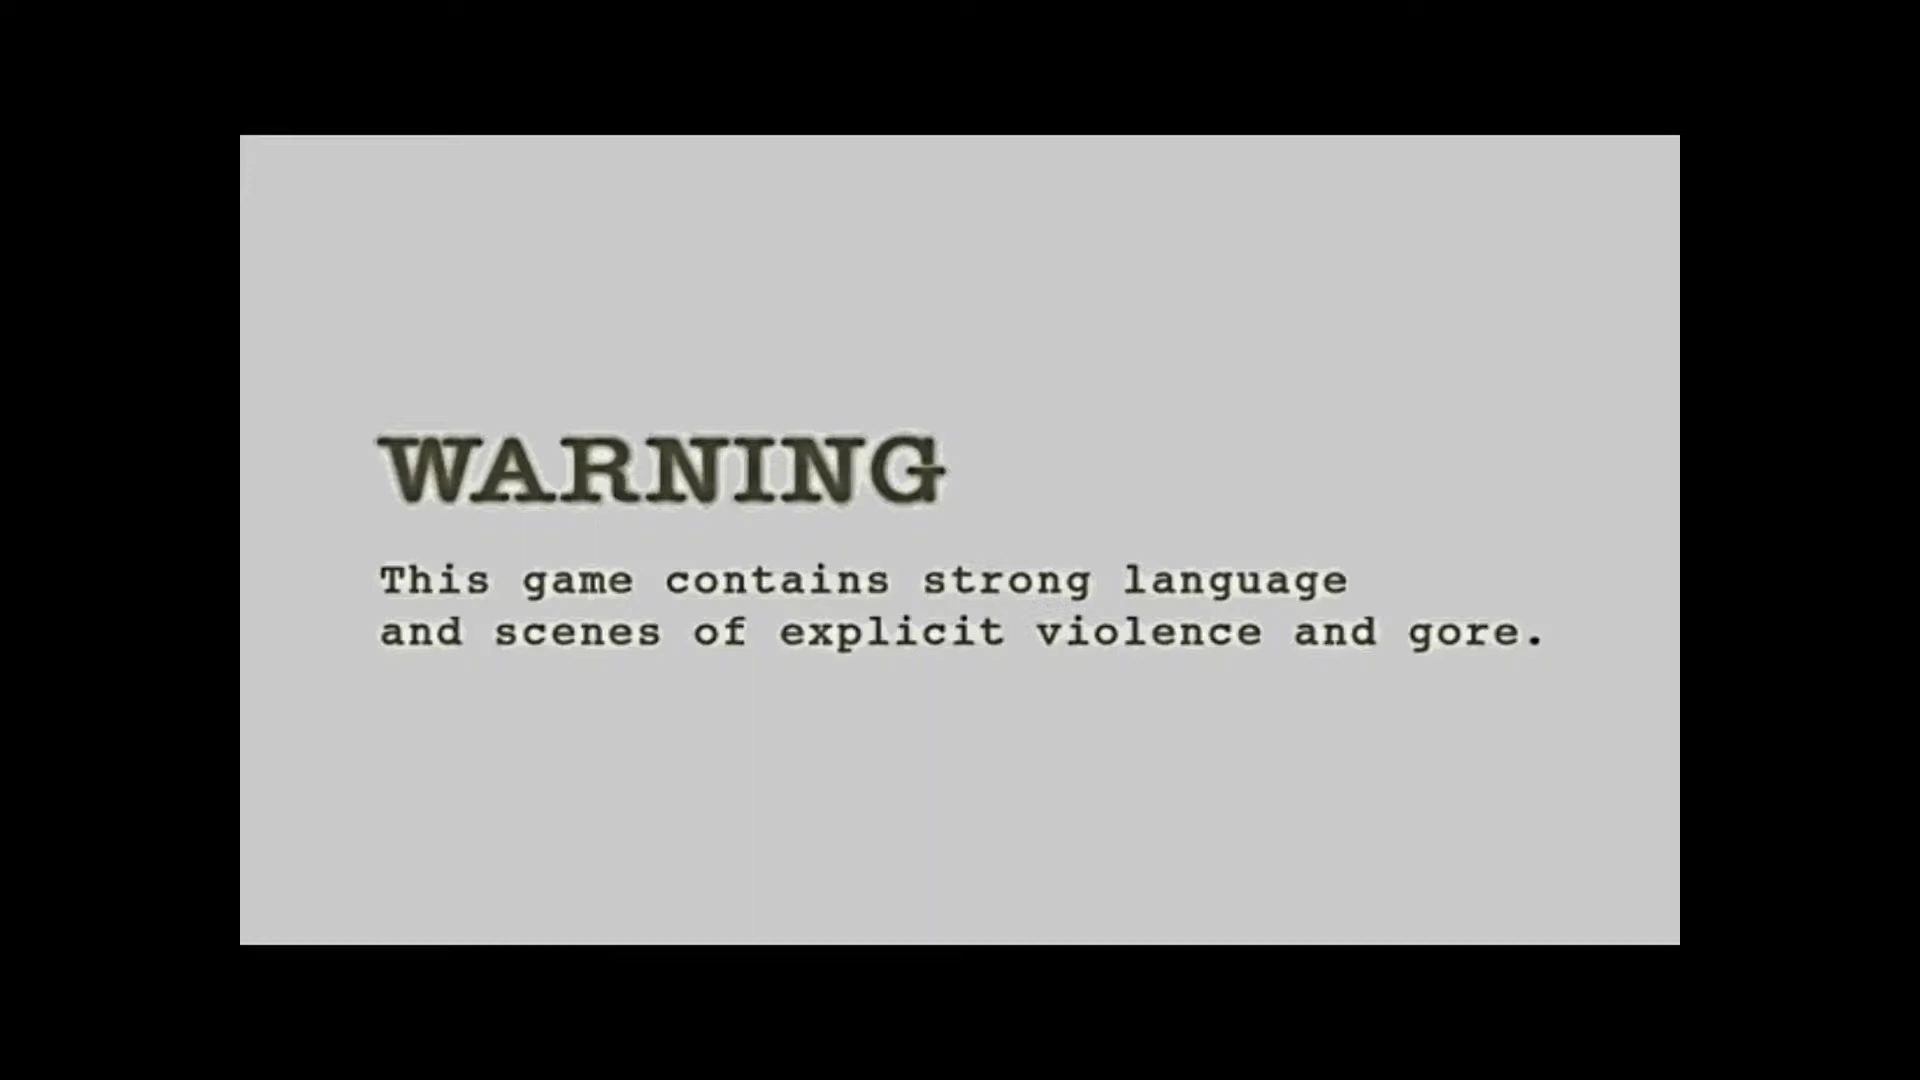 WARNING
This game contains strong language
and scenes of explicit violence and gore.